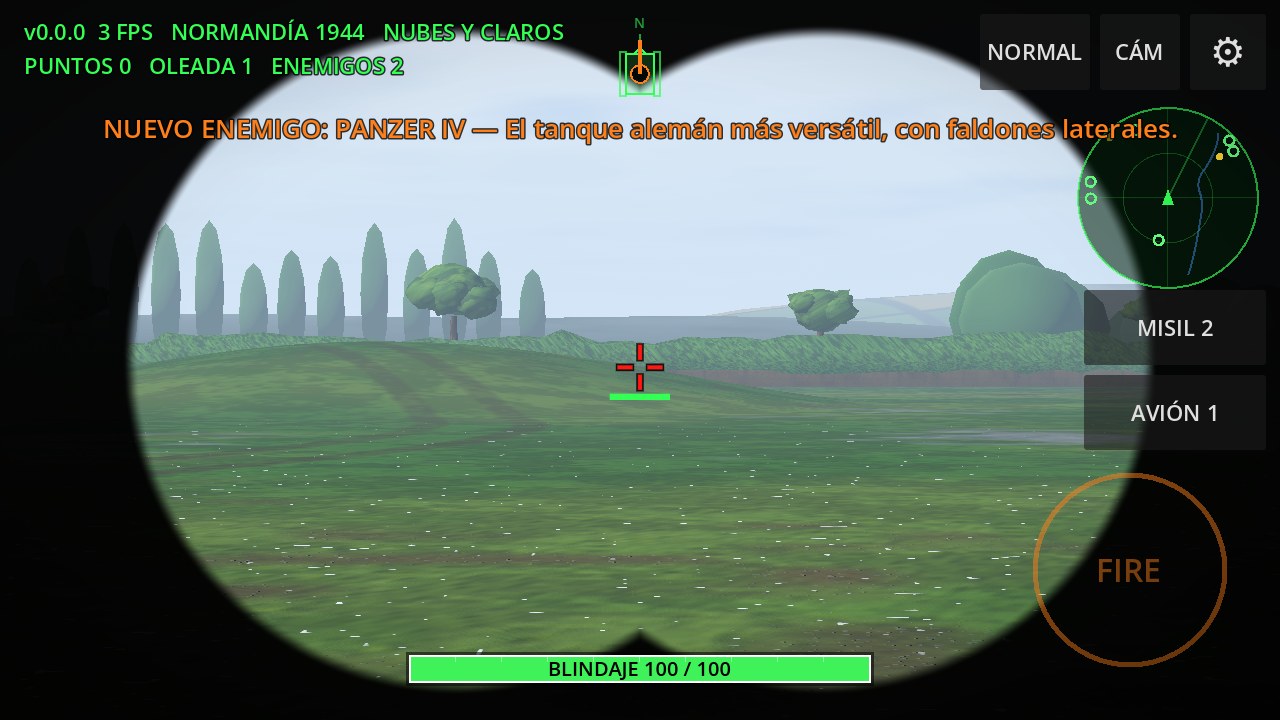 v0.0.0 3 FPS NORMANDÍA 1944 NUBES Y CLAROS
PUNTOS 0 OLEADA 1 ENEMIGOS 2
N
NORMAL
CÁM
NUEVO ENEMIGO: PANZER IV — El tanque alemán más versátil, con faldones laterales.
MISIL 2
AVIÓN 1
FIRE
BLINDAJE 100 / 100